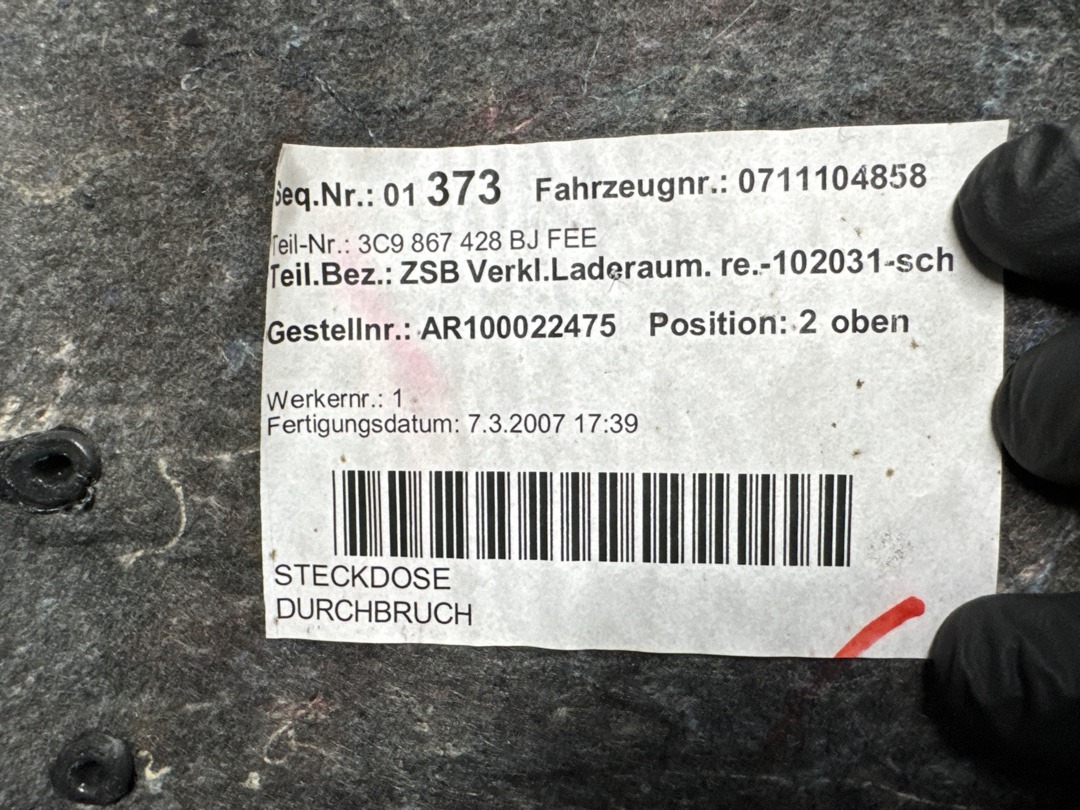 Seq.Nr.: 01 373 Fahrzeugnr.: 0711104858
Teil-Nr.: 3C9 867 428 BJ FEE
Teil.Bez.: ZSB Verkl.Laderaum. re.-102031-sch
Gestellnr.: AR100022475 Position: 2 oben
Werkernr.: 1
Fertigungsdatum: 7.3.2007 17:39
STECKDOSE
DURCHBRUCH